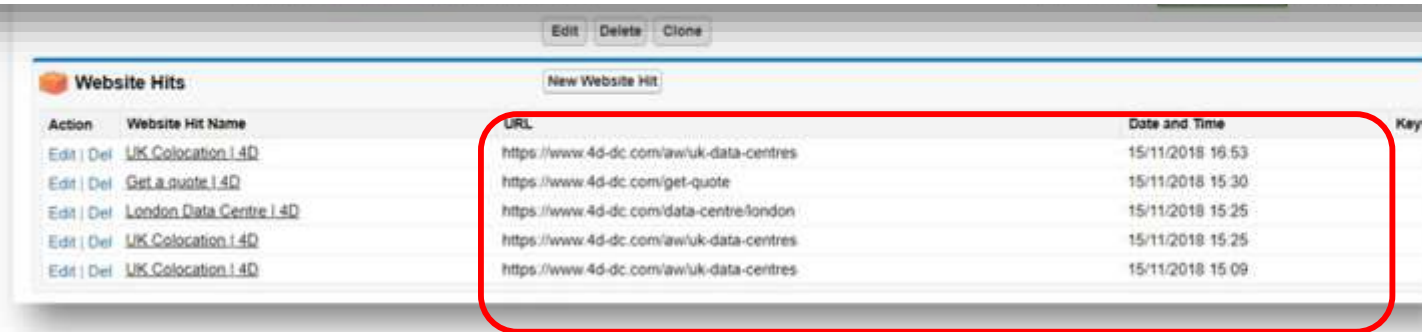 Edit Delete Clone
Website Hits New Website Hit
Action Website Hit Name URL Date and Time Key
Edit | Del UK Colocation | 4D https://www.4d-dc.com/aw/uk-data-centres 15/11/2018 16:53
Edit | Del Get a quote | 4D https://www.4d-dc.com/get-quote 15/11/2018 15:30
Edit | Del London Data Centre | 4D https://www.4d-dc.com/data-centre/london 15/11/2018 15:25
Edit | Del UK Colocation | 4D https://www.4d-dc.com/aw/uk-data-centres 15/11/2018 15:25
Edit | Del UK Colocation | 4D https://www.4d-dc.com/aw/uk-data-centres 15/11/2018 15:09